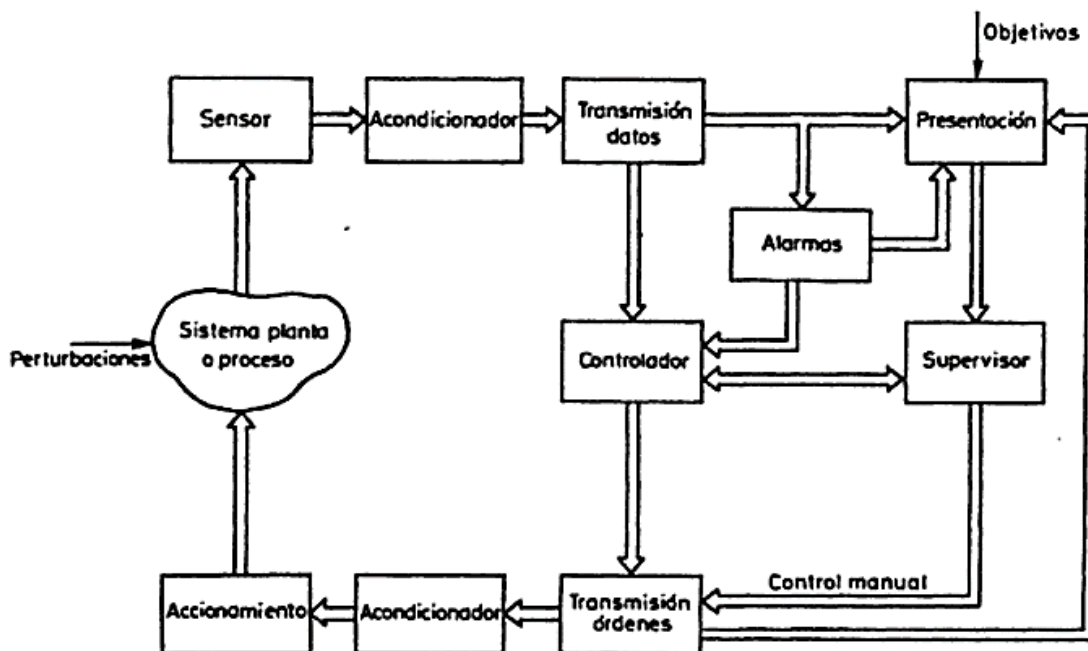 Objetivos
Sensor
Acondicionador
Transmisión
datos
Presentación
Alarmas
Sistema planta
o proceso
Perturbaciones
Controlador
Supervisor
Control manual
Accionamiento
Acondicionador
Transmisión
órdenes